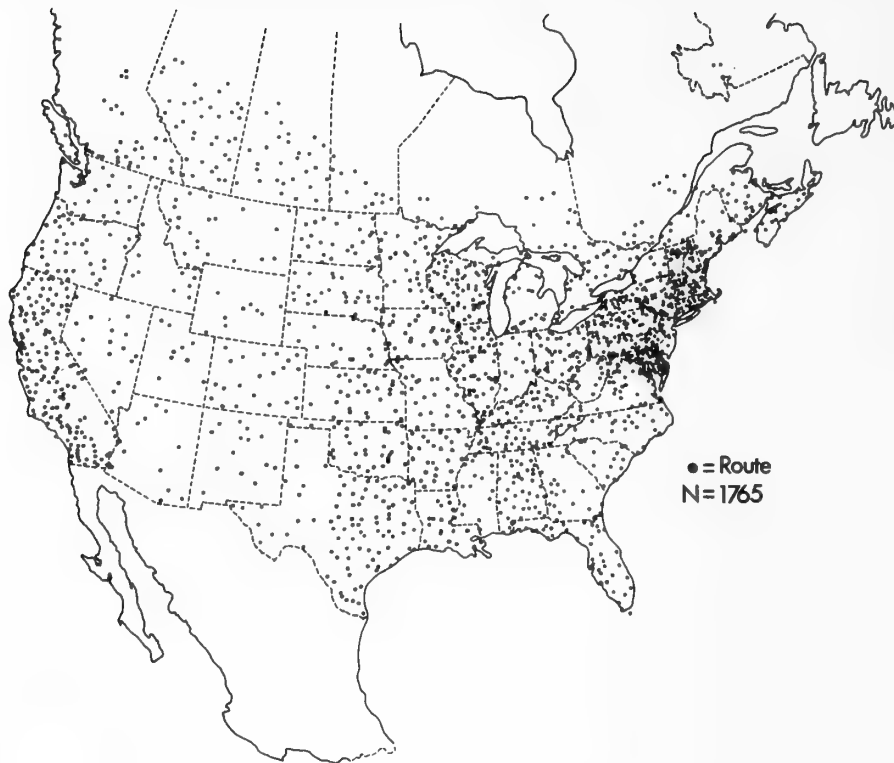 ● = Route
N = 1765